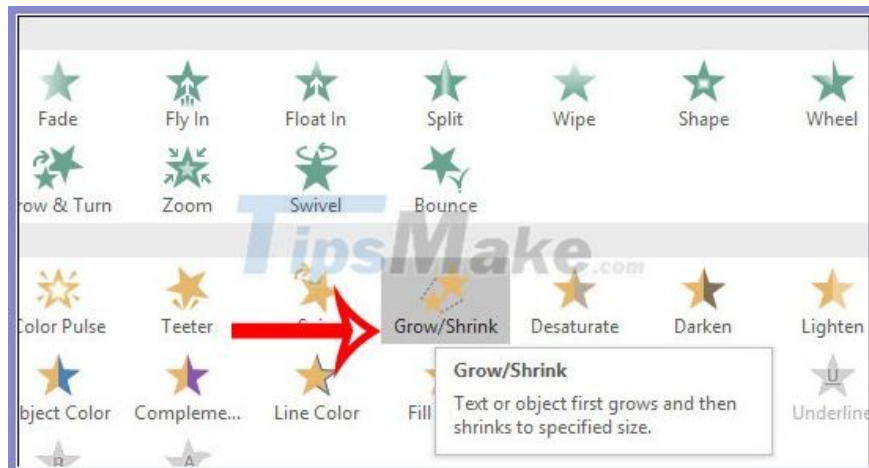 Fade Fly In Float In Split Wipe Shape Wheel
row & Turn Zoom Swivel Bounce
TipsMake.com
Color Pulse Teeter Grow/Shrink Desaturate Darken Lighten
bject Color Compleme... Line Color Fill Underline
Grow/Shrink
Text or object first grows and then
shrinks to specified size.
B A